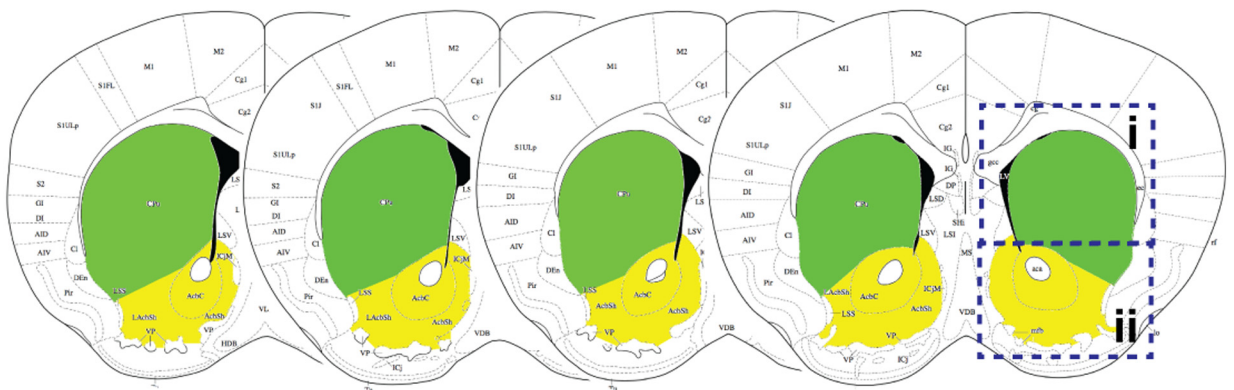 M2
M1
S1FL
Cg1
Cg2
S1ULp
S2
GI
DI
AID
AIV
Cl
CPu
LS
L
LSV
ICjM
DEn
Pir
LSS
AcbC
LAcbSh
AcbSh
VP
VP
VL
HDB
M2
M1
S1FL
S1J
Cg1
S1ULp
S2
GI
DI
AID
AIV
Cl
CPu
LS
LSV
ICjM
DEn
Pir
LSS
AcbC
LAcbSh
AcbSh
VP
VDB
ICj
M2
M1
S1J
Cg1
Cg2
S1ULp
GI
DI
AID
AIV
Cl
CPu
LS
LSV
DEn
Pir
LSS
AcbC
AcbSh
AcbSh
VP
VP
VDB
M2
M1
S1J
Cg1
Cg2
S1ULp
IG
IG
GI
DI
DP
LSD
AID
SHi
AIV
Cl
CPu
LSV
LSI
MS
DEn
Pir
LAcbSh
AcbC
ICjM
LSS
AcbSh
VDB
VP
VP
ICj
i
gcc
LV
rf
aca
ii
mfb
lo